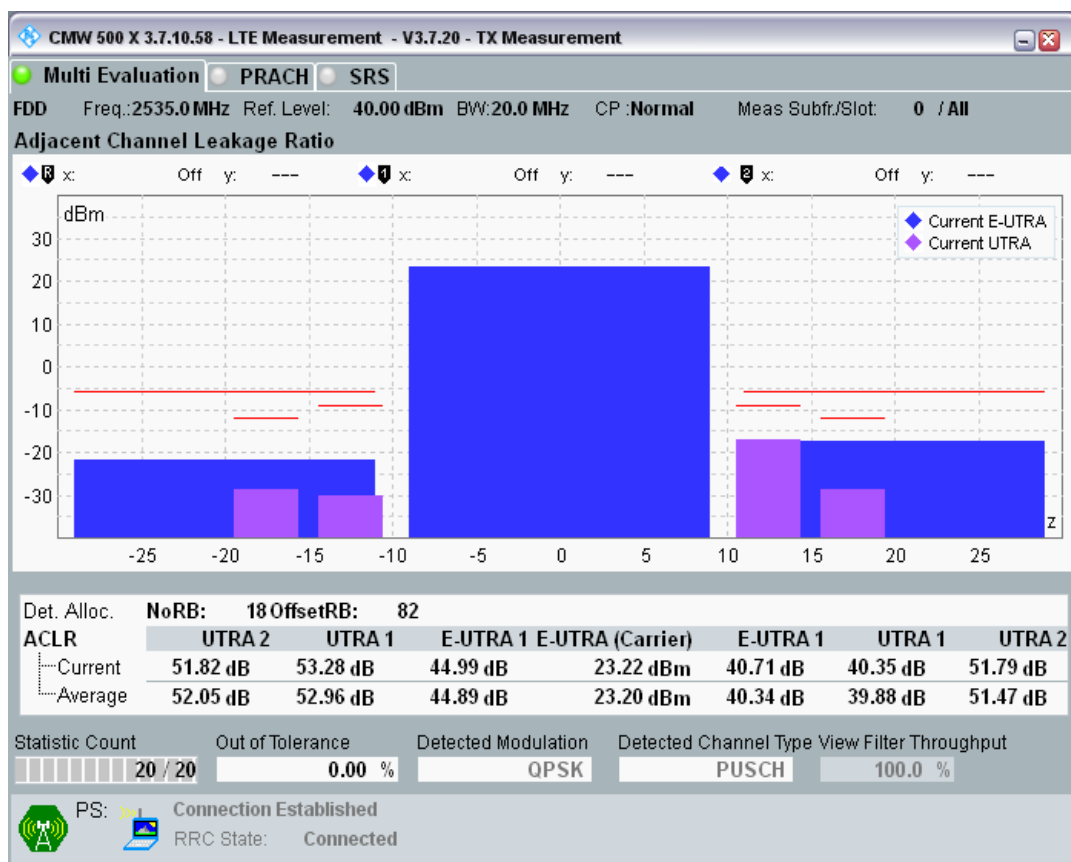 CMW 500 X 3.7.10.58 - LTE Measurement - V3.7.20 - TX Measurement
Multi Evaluation PRACH SRS
FDD Freq.:2535.0 MHz Ref. Level: 40.00 dBm BW:20.0 MHz CP :Normal Meas Subfr./Slot: 0 / All
Adjacent Channel Leakage Ratio
R x: Off y: --- 1 x: Off y: --- 2 x: Off y: ---
dBm
Current E-UTRA
Current UTRA
30
20
10
0
-10
-20
-30
z
-25 -20 -15 -10 -5 0 5 10 15 20 25
Det. Alloc. NoRB: 18 OffsetRB: 82
ACLR UTRA 2 UTRA 1 E-UTRA 1 E-UTRA (Carrier) E-UTRA 1 UTRA 1 UTRA 2
Current 51.82 dB 53.28 dB 44.99 dB 23.22 dBm 40.71 dB 40.35 dB 51.79 dB
Average 52.05 dB 52.96 dB 44.89 dB 23.20 dBm 40.34 dB 39.88 dB 51.47 dB
Statistic Count Out of Tolerance Detected Modulation Detected Channel Type View Filter Throughput
20 / 20 0.00 % QPSK PUSCH 100.0 %
PS: Connection Established
RRC State: Connected